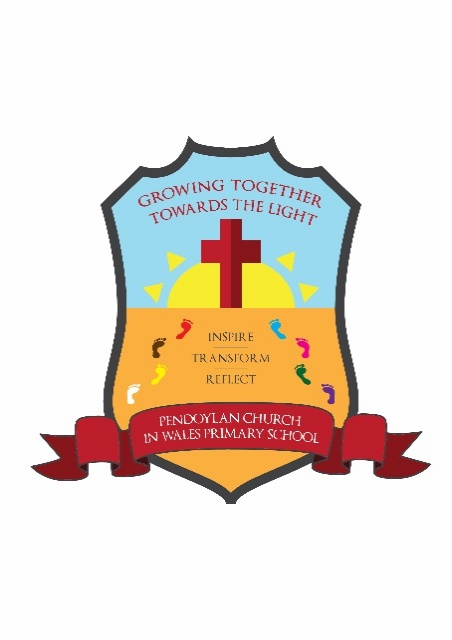 GROWING TOGETHER
TOWARDS THE LIGHT
INSPIRE
TRANSFORM
REFLECT
PENDOYLAN CHURCH
IN WALES PRIMARY SCHOOL